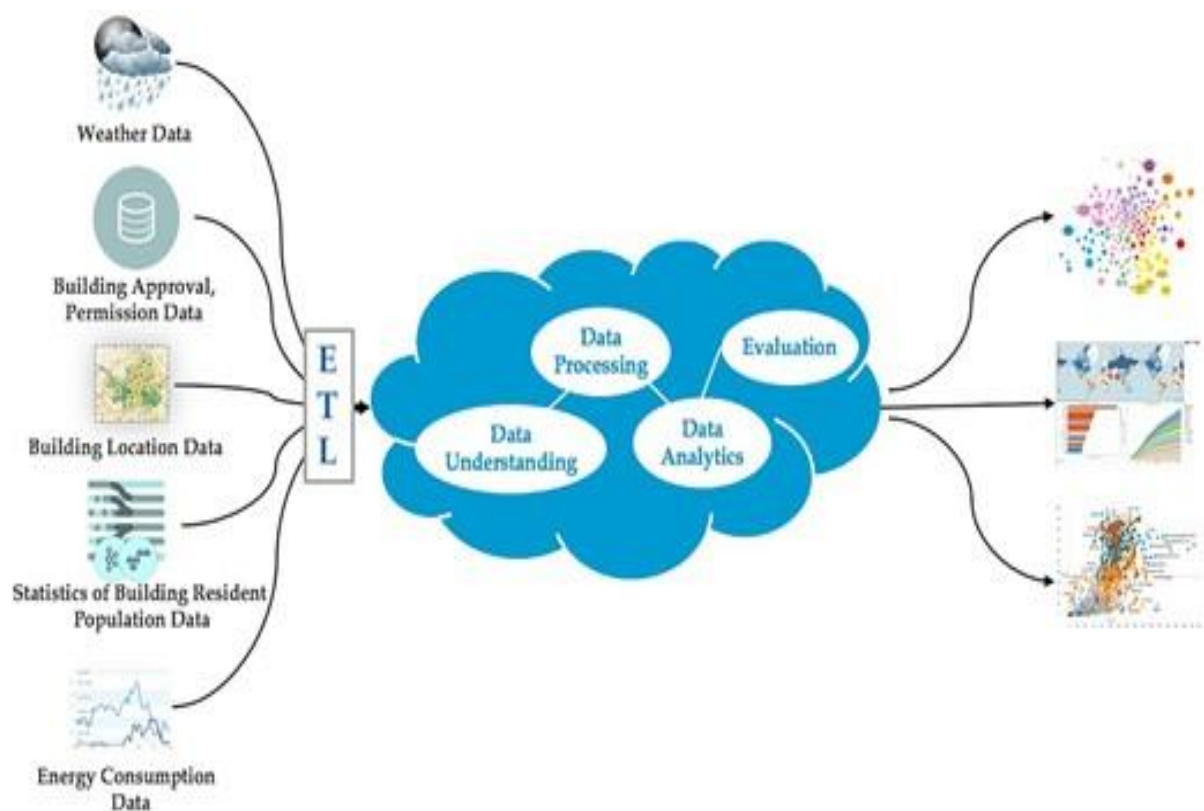 Weather Data
Building Approval,
Permission Data
Building Location Data
Statistics of Building Resident
Population Data
Energy Consumption
Data
E
T
L
Data
Understanding
Data
Processing
Data
Analytics
Evaluation